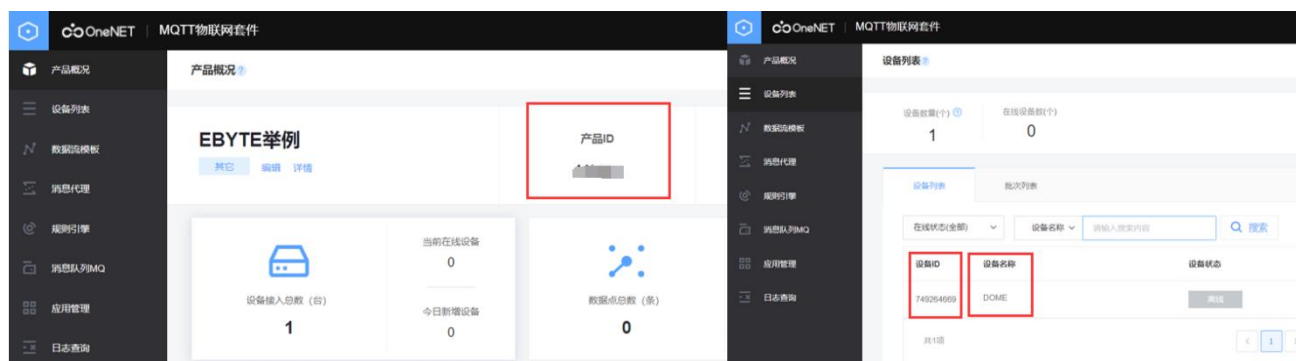 OneNET | MQTT物联网套件
产品概况
设备列表
数据流模板
消息代理
规则引擎
消息队列MQ
应用管理
日志查询
产品概况
EBYTE举例
其它 编辑 详情
产品ID
设备接入总数 (台)
1
当前在线设备
0
今日新增设备
0
数据点总数 (条)
0
OneNET | MQTT物联网套件
产品概况
设备列表
数据流模板
消息代理
规则引擎
消息队列MQ
应用管理
日志查询
设备列表
设备数量(个)
1
在线设备数(个)
0
设备列表 批次列表
在线状态(全部) 设备名称 请输入搜索内容 搜索
设备ID 设备名称 设备状态
749264669 DOME 离线
共1项
1